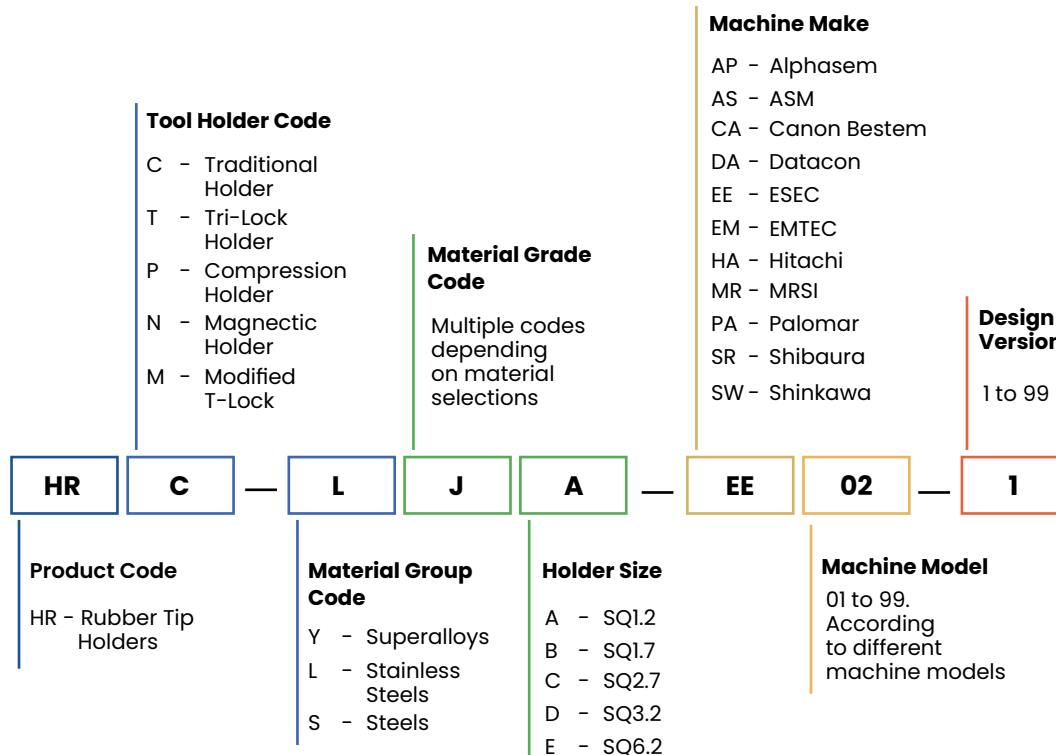 Machine Make
AP - Alphasem
AS - ASM
CA - Canon Bestem
DA - Datacon
EE - ESEC
EM - EMTEC
HA - Hitachi
MR - MRSI
PA - Palomar
SR - Shibaura
SW - Shinkawa
Tool Holder Code
C - Traditional
Holder
T - Tri-Lock
Holder
P - Compression
Holder
N - Magnectic
Holder
M - Modified
T-Lock
Material Grade
Code
Multiple codes
depending
on material
selections
Design
Version
1 to 99
HR C — L J A — EE 02 — 1
Product Code
HR - Rubber Tip
Holders
Material Group
Code
Y - Superalloys
L - Stainless
Steels
S - Steels
Holder Size
A - SQ1.2
B - SQ1.7
C - SQ2.7
D - SQ3.2
E - SQ6.2
Machine Model
01 to 99.
According
to different
machine models